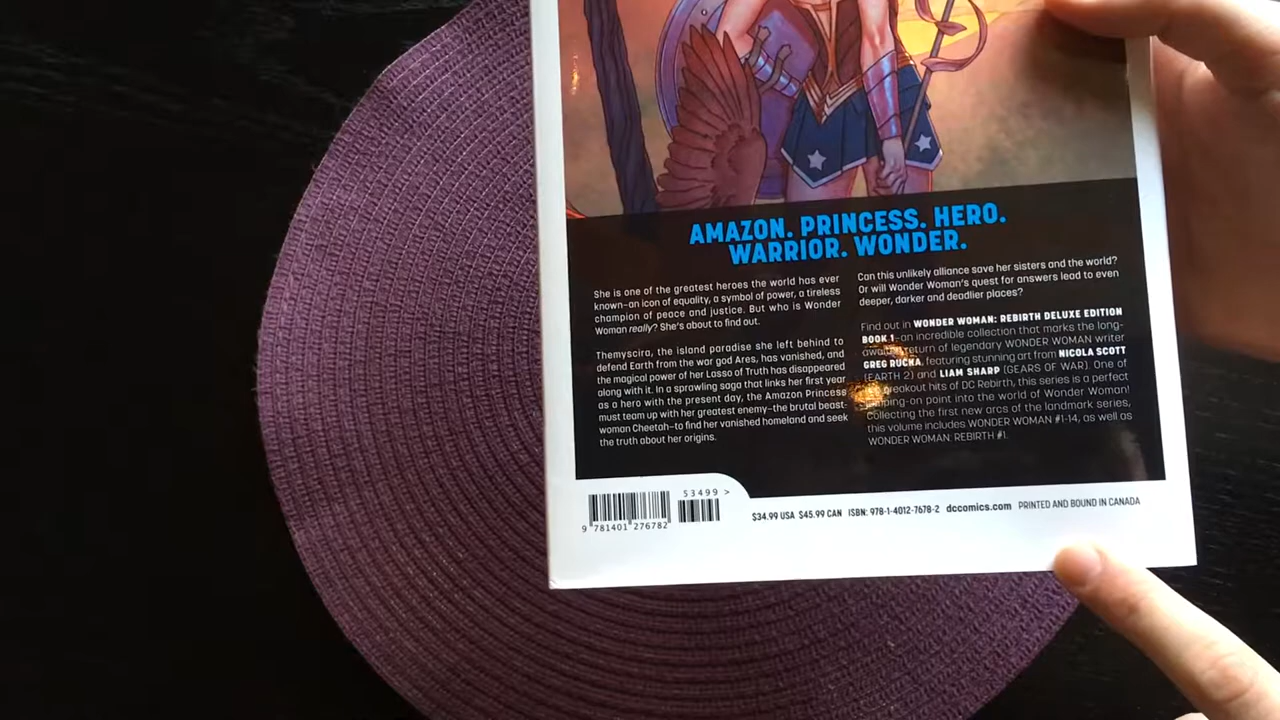 AMAZON. PRINCESS. HERO.
WARRIOR. WONDER.
She is one of the greatest heroes the world has ever
known–an icon of equality, a symbol of power, a tireless
champion of peace and justice. But who is Wonder
Woman really? She's about to find out.
Themyscira, the island paradise she left behind to
defend Earth from the war god Ares, has vanished, and
the magical power of her Lasso of Truth has disappeared
along with it. In a sprawling saga that links her first year
as a hero with the present day, the Amazon Princess
must team up with her greatest enemy–the brutal beast-
woman Cheetah–to find her vanished homeland and seek
the truth about her origins.
Can this unlikely alliance save her sisters and the world?
Or will Wonder Woman's quest for answers lead to even
deeper, darker and deadlier places?
Find out in WONDER WOMAN: REBIRTH DELUXE EDITION
BOOK 1–an incredible collection that marks the long-
awaited return of legendary WONDER WOMAN writer
GREG RUCKA, featuring stunning art from NICOLA SCOTT
(EARTH 2) and LIAM SHARP (GEARS OF WAR). One of
the breakout hits of DC Rebirth, this series is a perfect
jumping-on point into the world of Wonder Woman!
Collecting the first new arcs of the landmark series,
this volume includes WONDER WOMAN #1-14, as well as
WONDER WOMAN: REBIRTH #1.
53499 >
9 781401 276782
$34.99 USA $45.99 CAN ISBN: 978-1-4012-7678-2 dccomics.com PRINTED AND BOUND IN CANADA